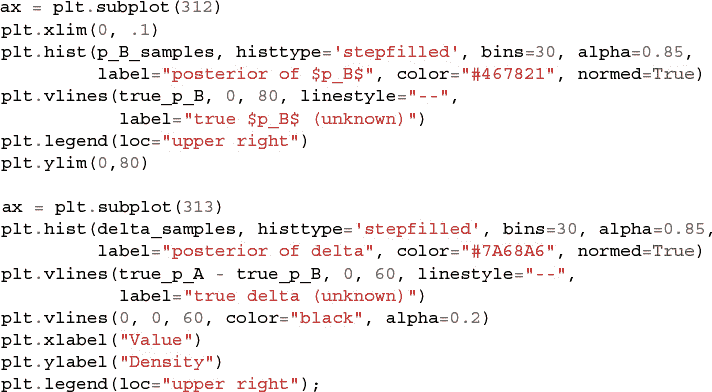 ax = plt.subplot(312)
plt.xlim(0, .1)
plt.hist(p_B_samples, histtype='stepfilled', bins=30, alpha=0.85,
         label="posterior of $p_B$", color="#467821", normed=True)
plt.vlines(true_p_B, 0, 80, linestyle="--",
           label="true $p_B$ (unknown)")
plt.legend(loc="upper right")
plt.ylim(0,80)

ax = plt.subplot(313)
plt.hist(delta_samples, histtype='stepfilled', bins=30, alpha=0.85,
         label="posterior of delta", color="#7A68A6", normed=True)
plt.vlines(true_p_A - true_p_B, 0, 60, linestyle="--",
           label="true delta (unknown)")
plt.vlines(0, 0, 60, color="black", alpha=0.2)
plt.xlabel("Value")
plt.ylabel("Density")
plt.legend(loc="upper right");